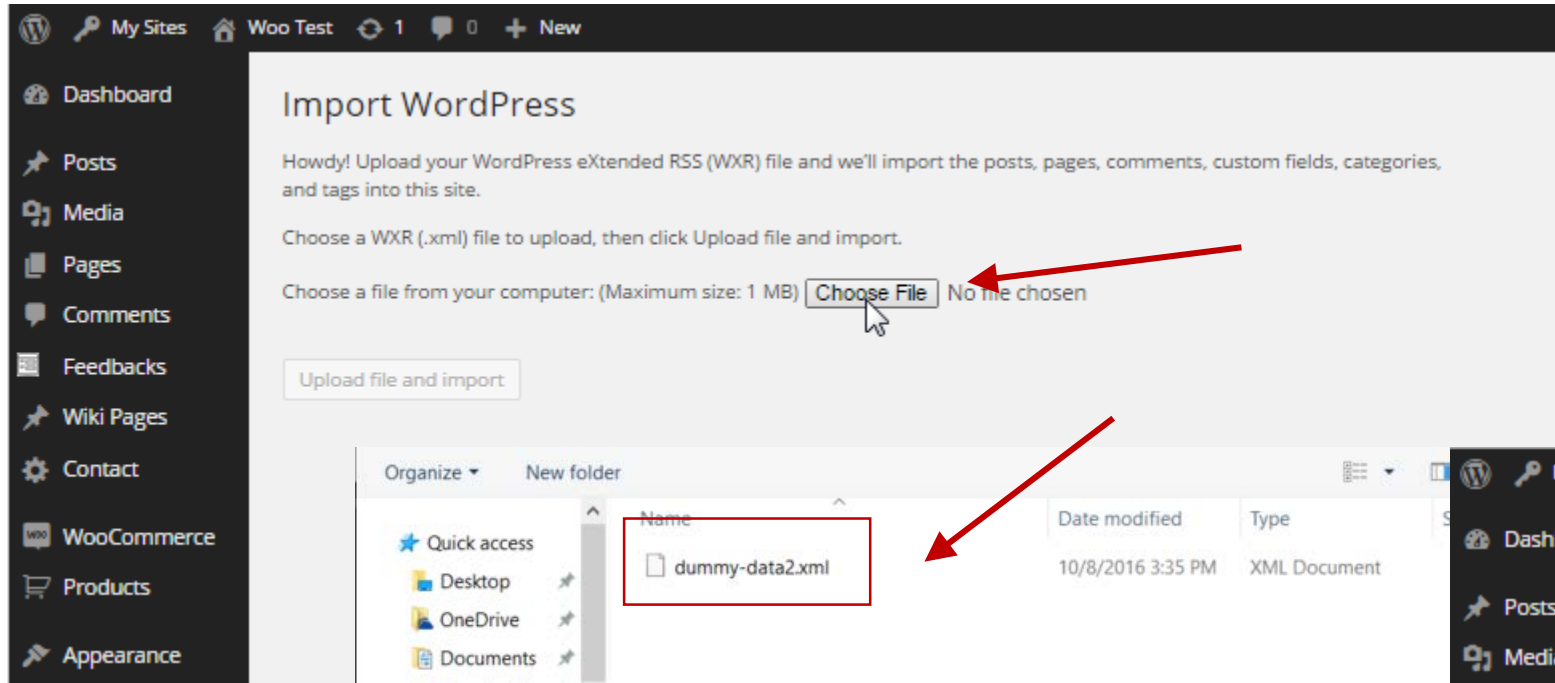 My Sites Woo Test 1 0 New
Dashboard
Posts
Media
Pages
Comments
Feedbacks
Wiki Pages
Contact
WooCommerce
Products
Appearance
Import WordPress
Howdy! Upload your WordPress eXtended RSS (WXR) file and we'll import the posts, pages, comments, custom fields, categories,
and tags into this site.
Choose a WXR (.xml) file to upload, then click Upload file and import.
Choose a file from your computer: (Maximum size: 1 MB) Choose File No file chosen
Upload file and import
Organize New folder
Quick access
Desktop
OneDrive
Documents
Name Date modified Type
dummy-data2.xml 10/8/2016 3:35 PM XML Document
Dash
Posts
Media